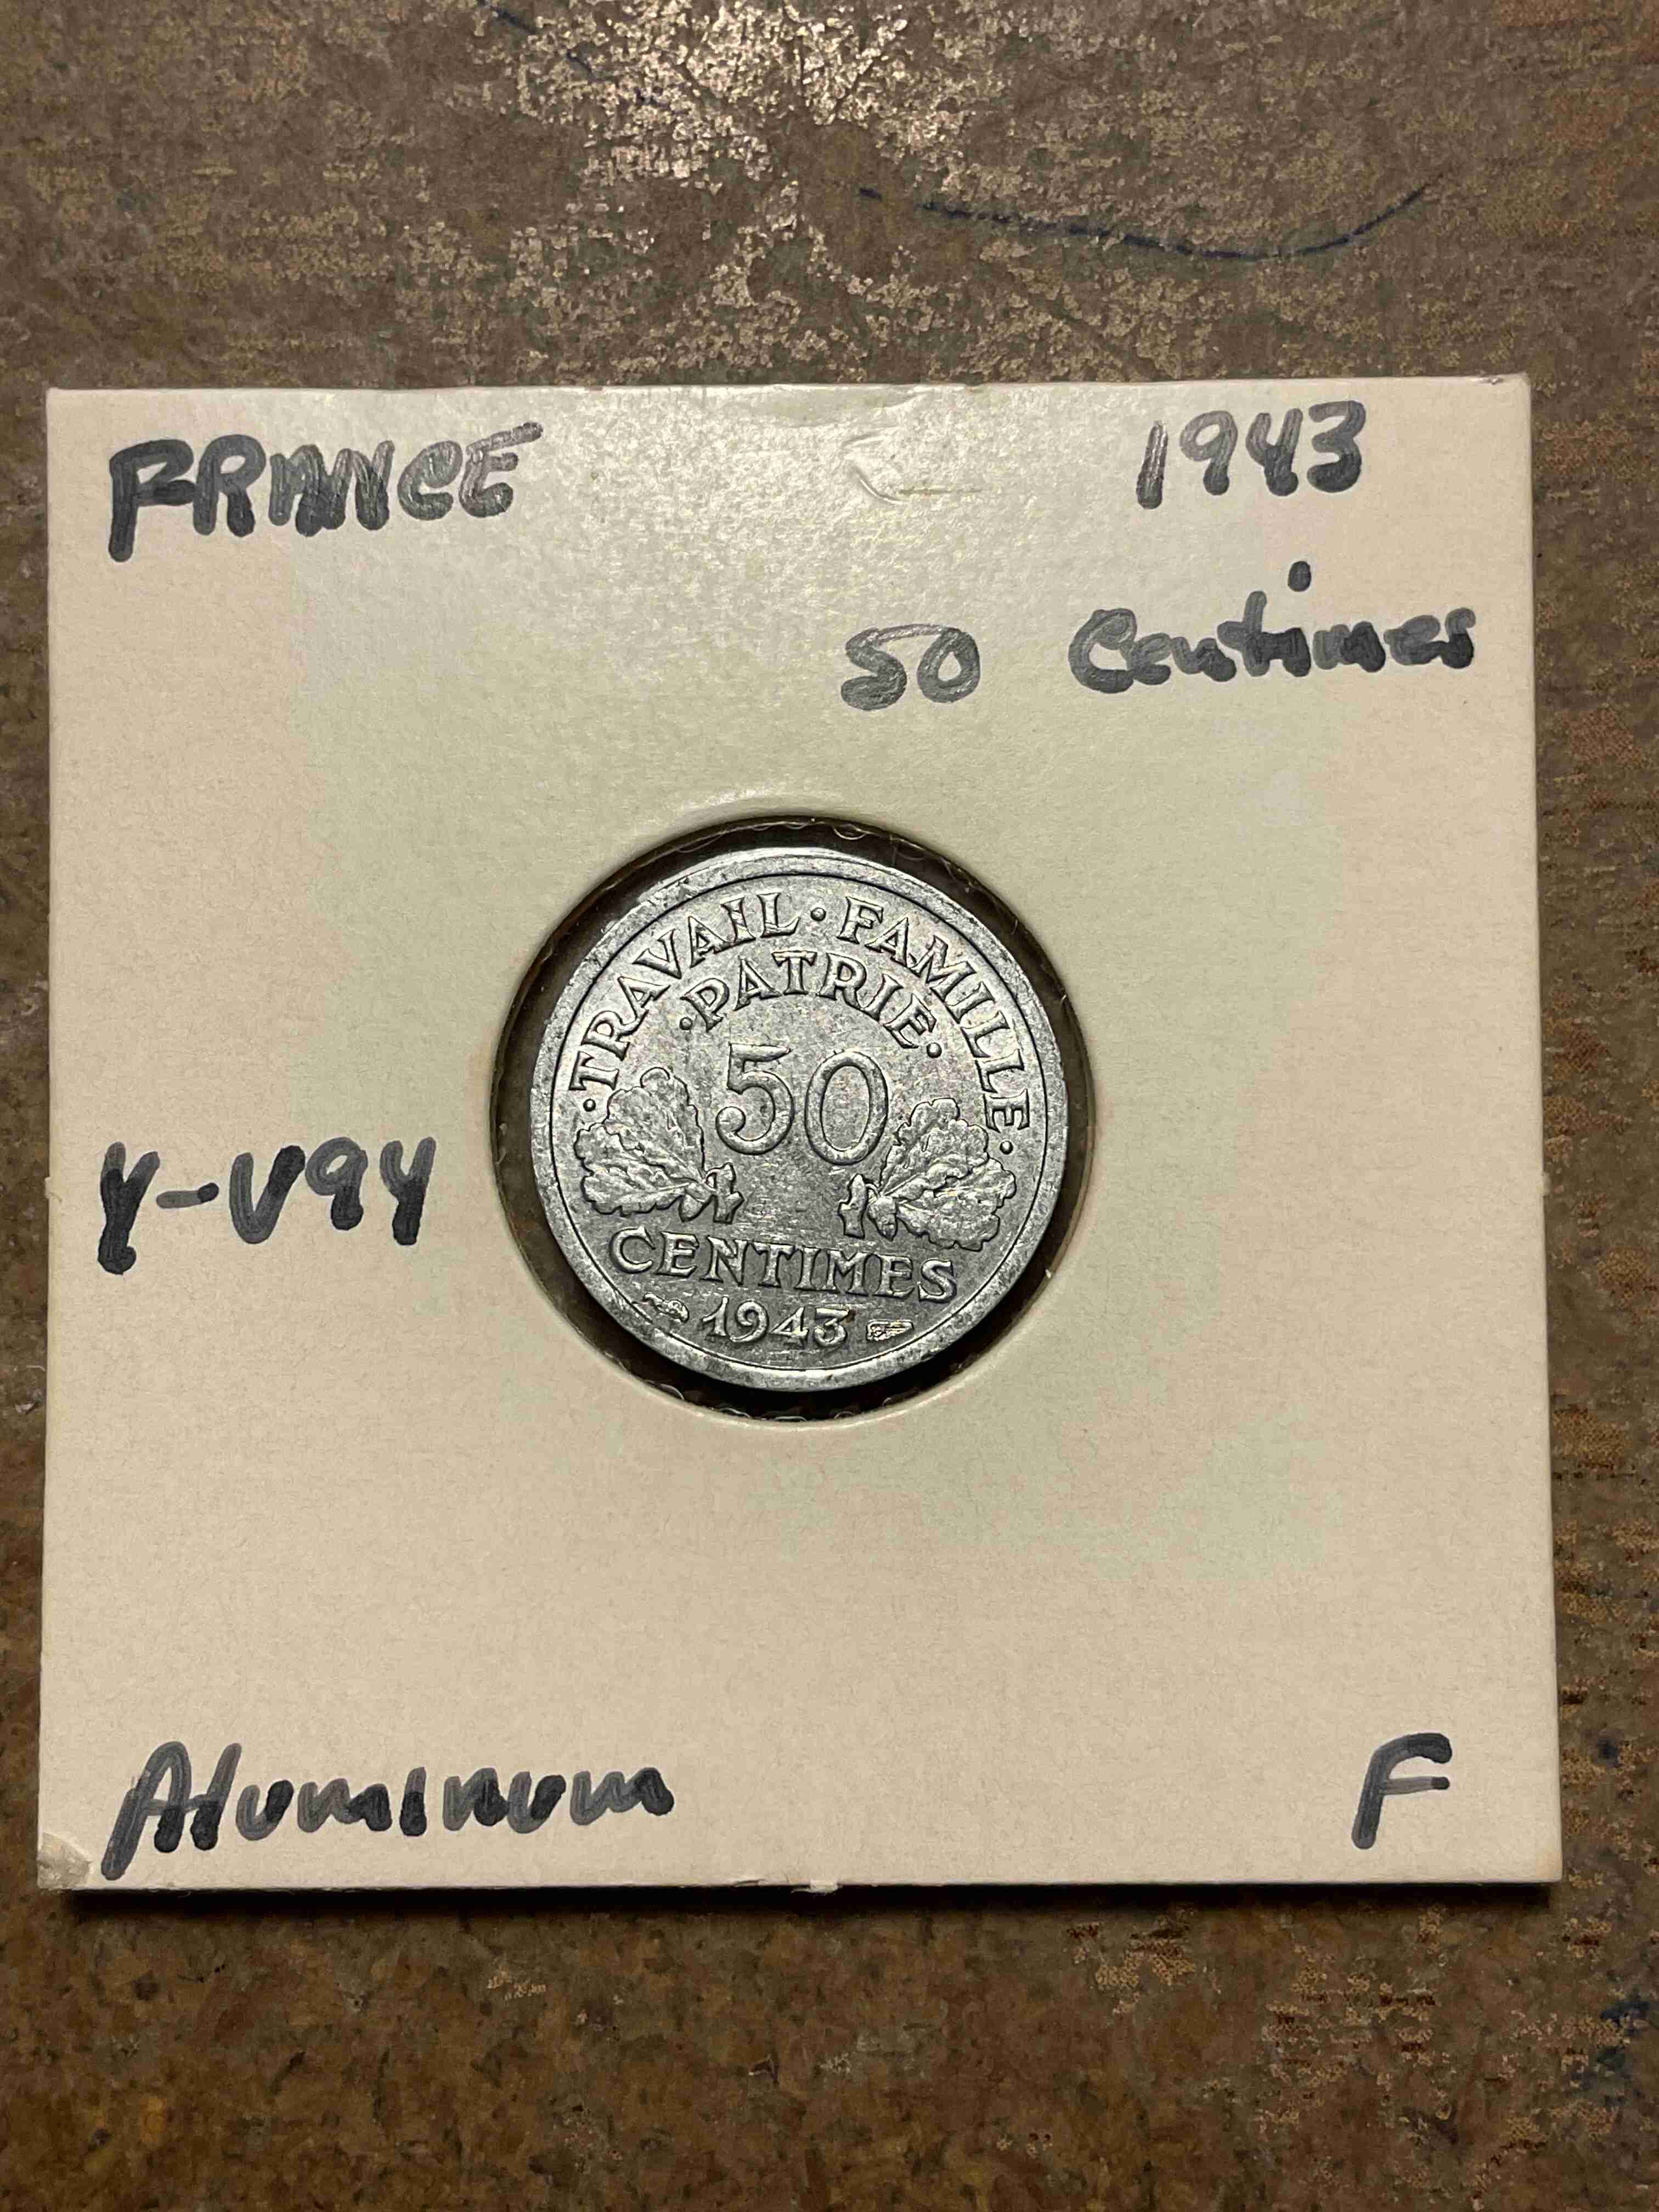 FRANCE 1943
50 Centimes
· TRAVAIL · FAMILLE ·
· PATRIE ·
50
CENTIMES
1943
Y-V94
Aluminum F